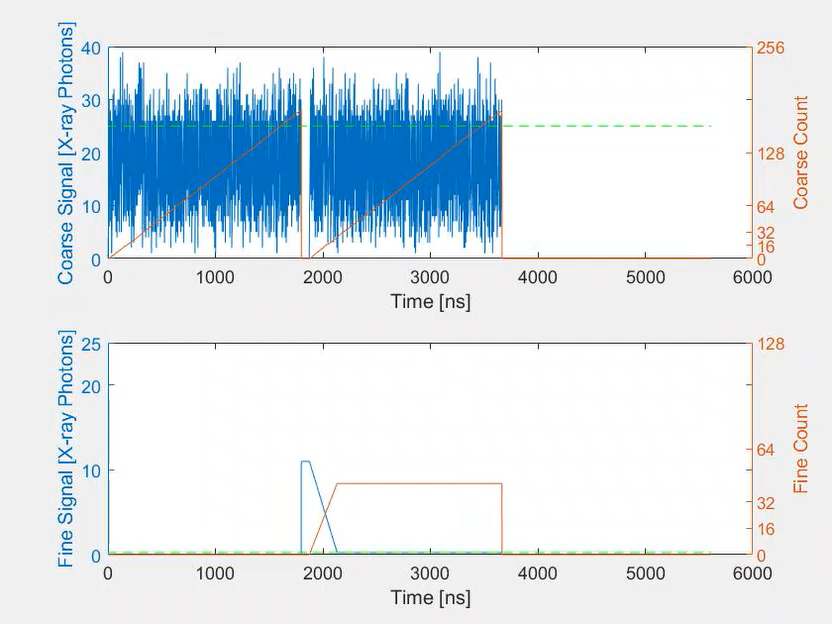 Coarse Signal [X-ray Photons]
40
30
20
10
0
256
128
64
32
16
0
Coarse Count
0 1000 2000 3000 4000 5000 6000
Time [ns]
Fine Signal [X-ray Photons]
25
20
10
0
128
64
32
16
0
Fine Count
0 1000 2000 3000 4000 5000 6000
Time [ns]